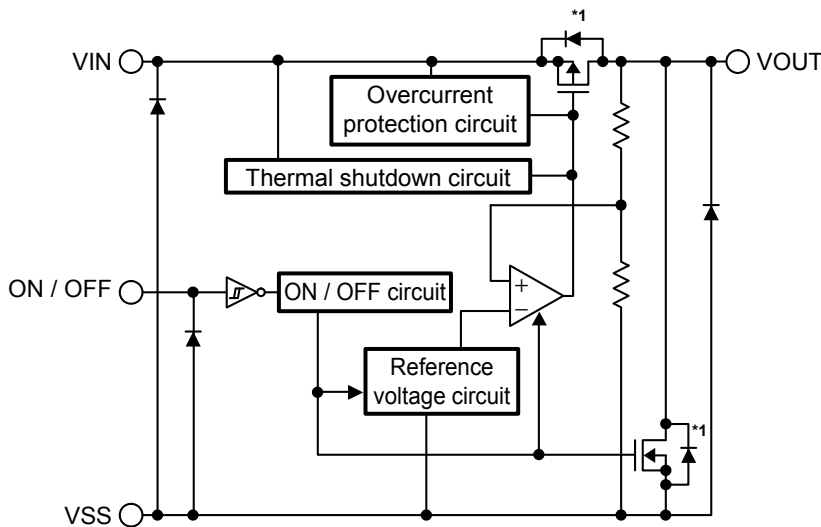 *1
VIN
VOUT
Overcurrent
protection circuit
Thermal shutdown circuit
ON / OFF
ON / OFF circuit
+
−
Reference
voltage circuit
*1
VSS